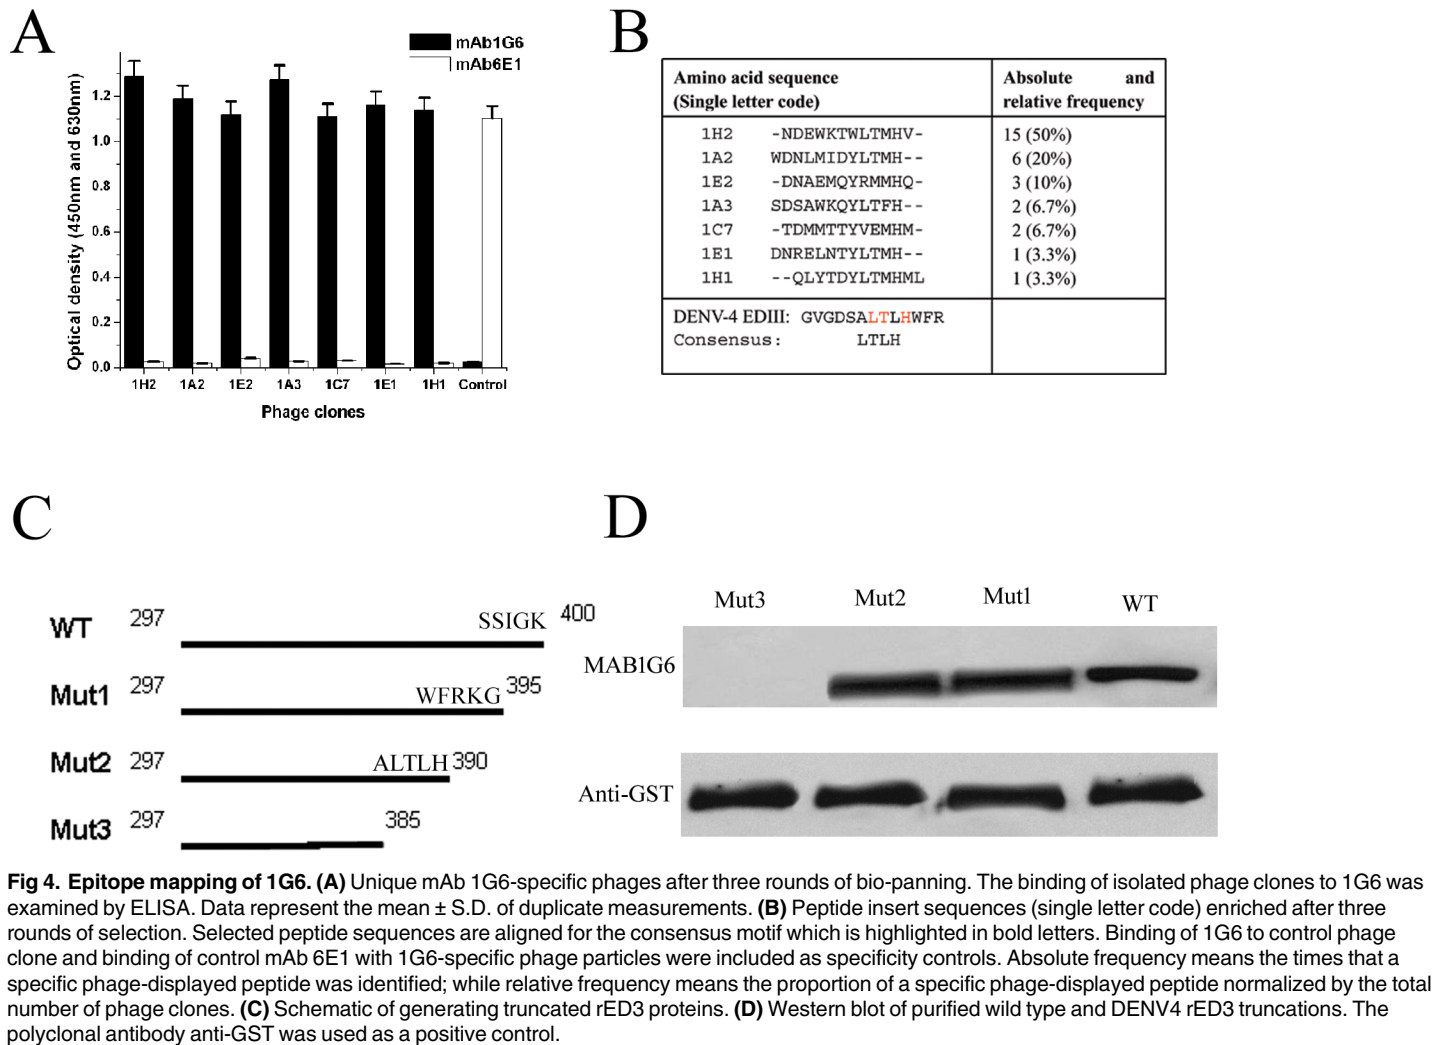 A
mAb1G6
mAb6E1
Optical density (450nm and 630nm)
1.2
1.0
0.8
0.6
0.4
0.2
0.0
1H2 1A2 1E2 1A3 1C7 1E1 1H1 Control
Phage clones
B
Amino acid sequence (Single letter code) Absolute and relative frequency
1H2 -NDEWKTWLTMHV- 15 (50%)
1A2 WDNLMIDYLTMH-- 6 (20%)
1E2 -DNAEMQYRMMHQ- 3 (10%)
1A3 SDSAWKQYLTFH-- 2 (6.7%)
1C7 -TDMMTTYVEMHM- 2 (6.7%)
1E1 DNRELNTYLTMH-- 1 (3.3%)
1H1 --QLYTDYLTMHML 1 (3.3%)
DENV-4 EDIII: GVGDSALTLHWFR
Consensus: LTLH
C
WT 297 SSIGK 400
Mut1 297 WFRKG 395
Mut2 297 ALTLH 390
Mut3 297 385
D
Mut3 Mut2 Mut1 WT
MAB1G6
Anti-GST
Fig 4. Epitope mapping of 1G6. (A) Unique mAb 1G6-specific phages after three rounds of bio-panning. The binding of isolated phage clones to 1G6 was
examined by ELISA. Data represent the mean ± S.D. of duplicate measurements. (B) Peptide insert sequences (single letter code) enriched after three
rounds of selection. Selected peptide sequences are aligned for the consensus motif which is highlighted in bold letters. Binding of 1G6 to control phage
clone and binding of control mAb 6E1 with 1G6-specific phage particles were included as specificity controls. Absolute frequency means the times that a
specific phage-displayed peptide was identified; while relative frequency means the proportion of a specific phage-displayed peptide normalized by the total
number of phage clones. (C) Schematic of generating truncated rED3 proteins. (D) Western blot of purified wild type and DENV4 rED3 truncations. The
polyclonal antibody anti-GST was used as a positive control.